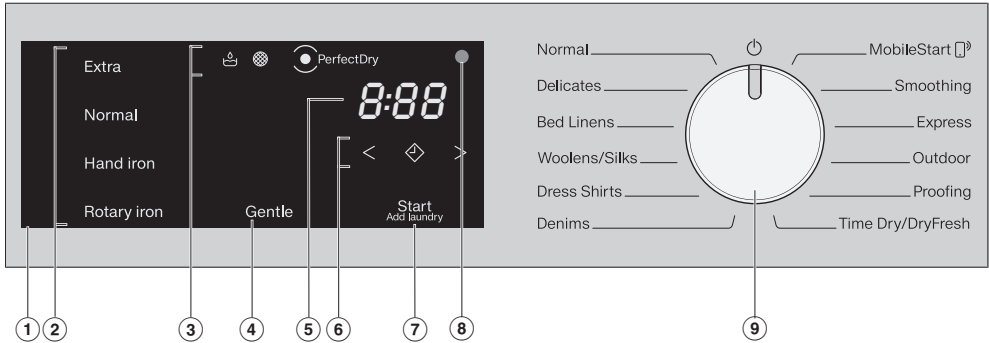 Extra
Normal
Hand iron
Rotary iron
Gentle
PerfectDry
8:88
<
>
Start
Add laundry
Normal
Delicates
Bed Linens
Woolens/Silks
Dress Shirts
Denims
MobileStart
Smoothing
Express
Outdoor
Proofing
Time Dry/DryFresh
1
2
3
4
5
6
7
8
9